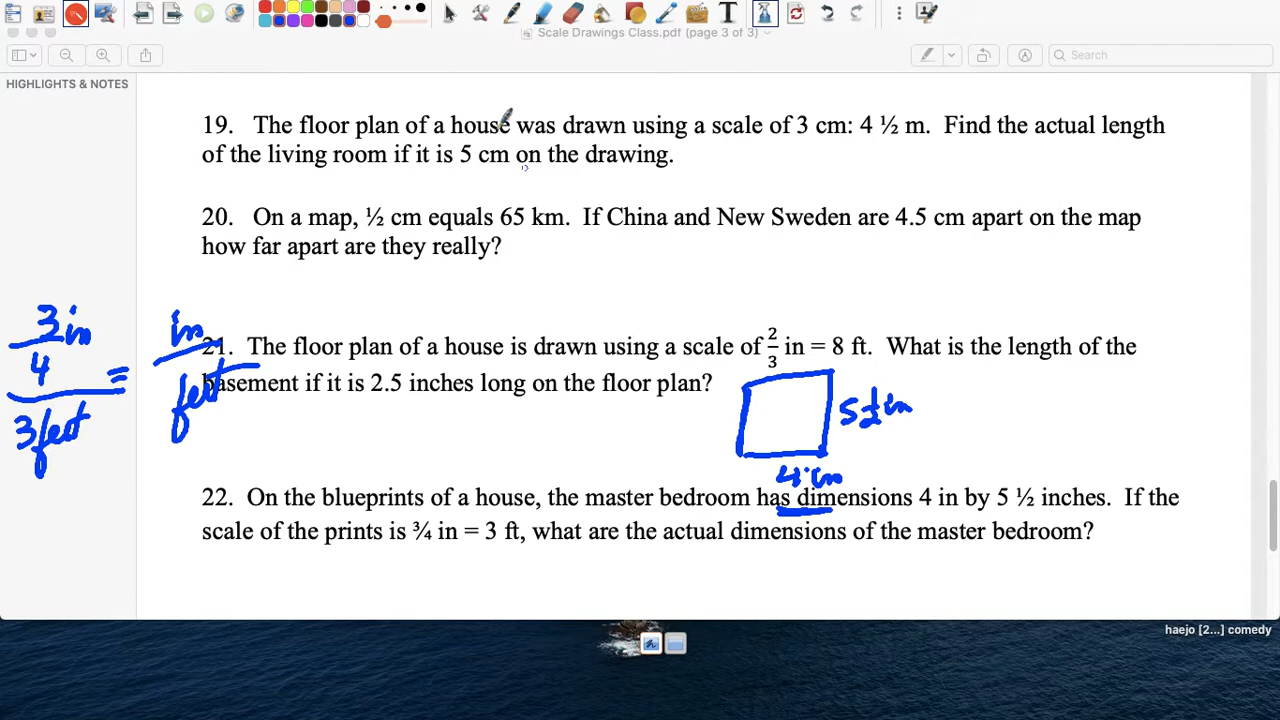 Scale Drawings Class.pdf (page 3 of 3)
Search
HIGHLIGHTS & NOTES
19. The floor plan of a house was drawn using a scale of 3 cm: 4 ½ m. Find the actual length
of the living room if it is 5 cm on the drawing.
20. On a map, ½ cm equals 65 km. If China and New Sweden are 4.5 cm apart on the map
how far apart are they really?
3 in
4
=
3 feet
in
feet
21. The floor plan of a house is drawn using a scale of 2/3 in = 8 ft. What is the length of the
basement if it is 2.5 inches long on the floor plan?
5 ½ in
4 in
22. On the blueprints of a house, the master bedroom has dimensions 4 in by 5 ½ inches. If the
scale of the prints is ¾ in = 3 ft, what are the actual dimensions of the master bedroom?
haejo [2...] comedy